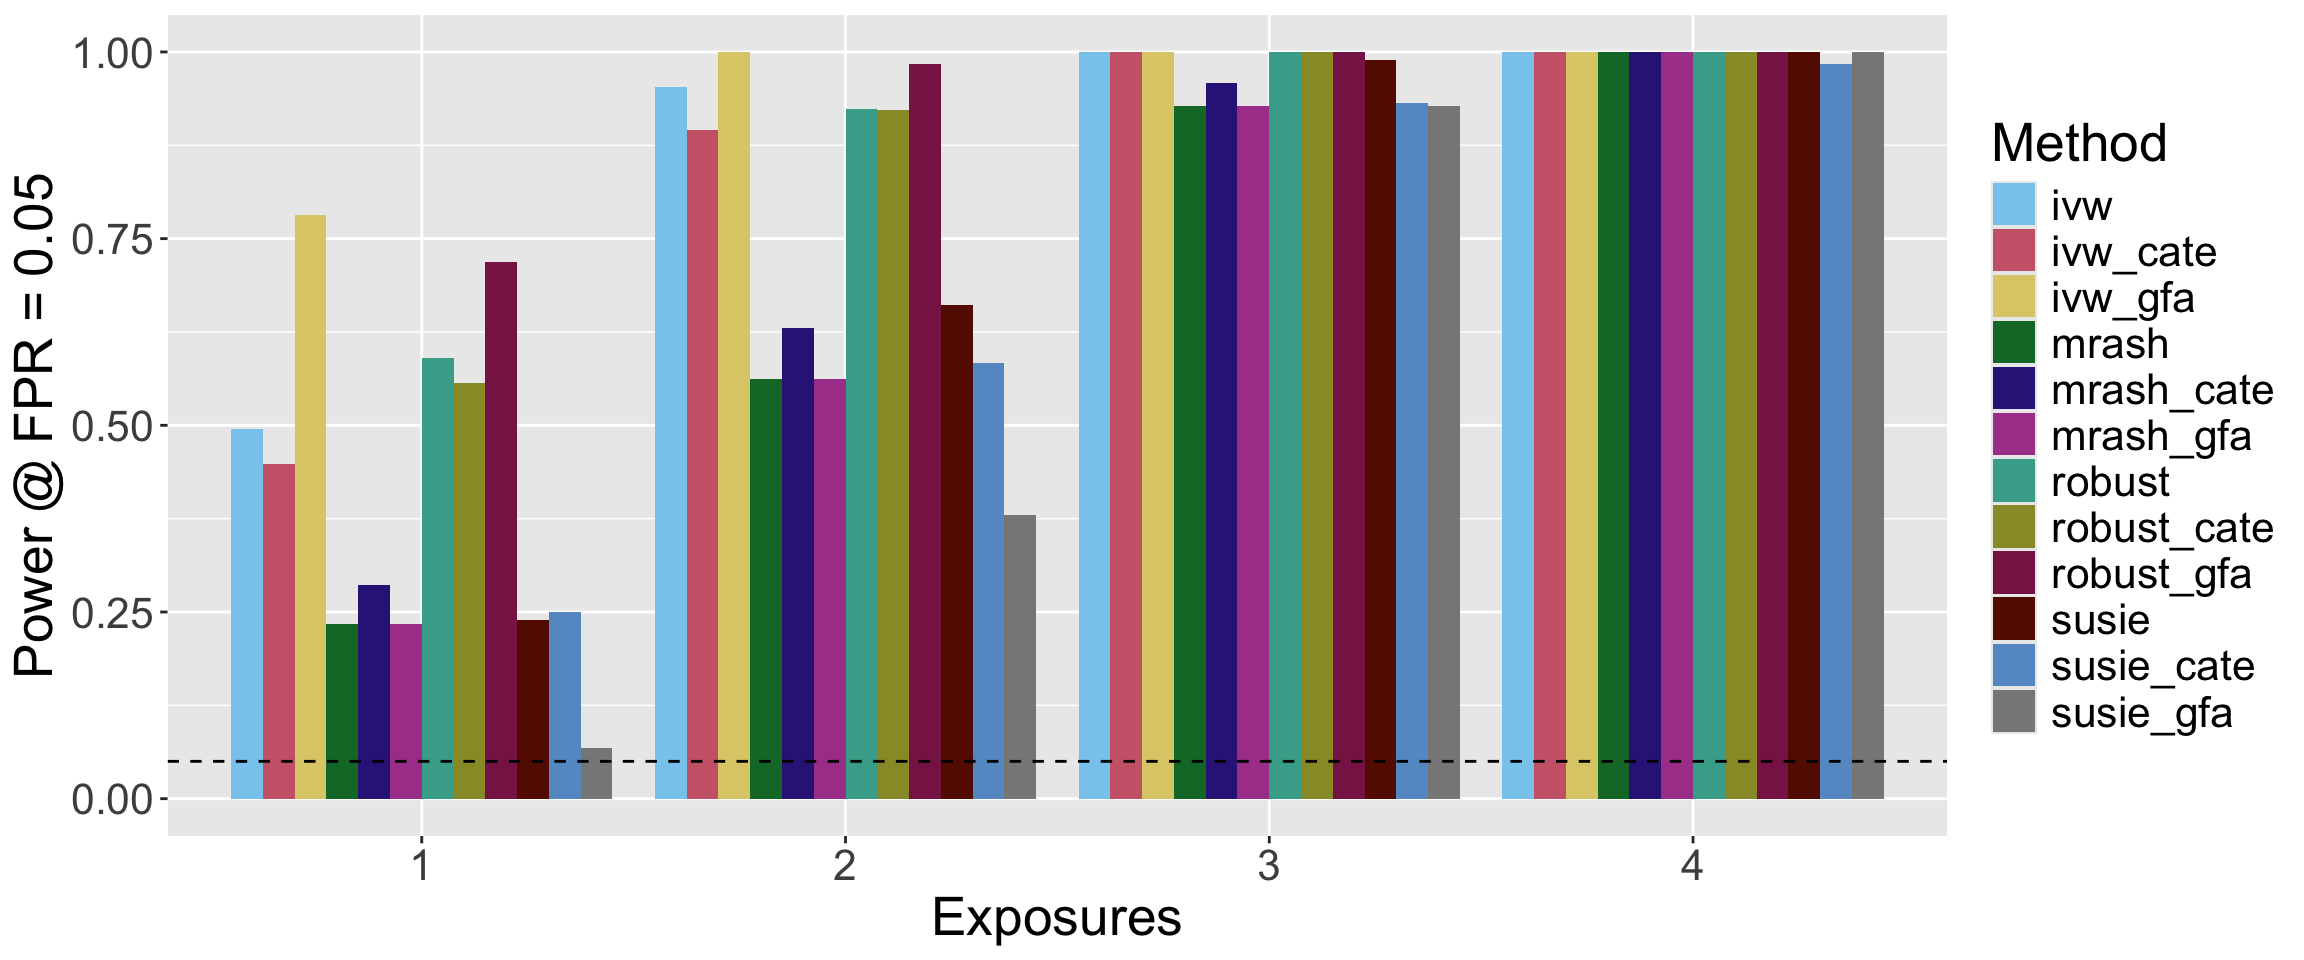 Power @ FPR = 0.05
1.00
0.75
0.50
0.25
0.00
1
2
3
4
Exposures
Method
ivw
ivw_cate
ivw_gfa
mrash
mrash_cate
mrash_gfa
robust
robust_cate
robust_gfa
susie
susie_cate
susie_gfa